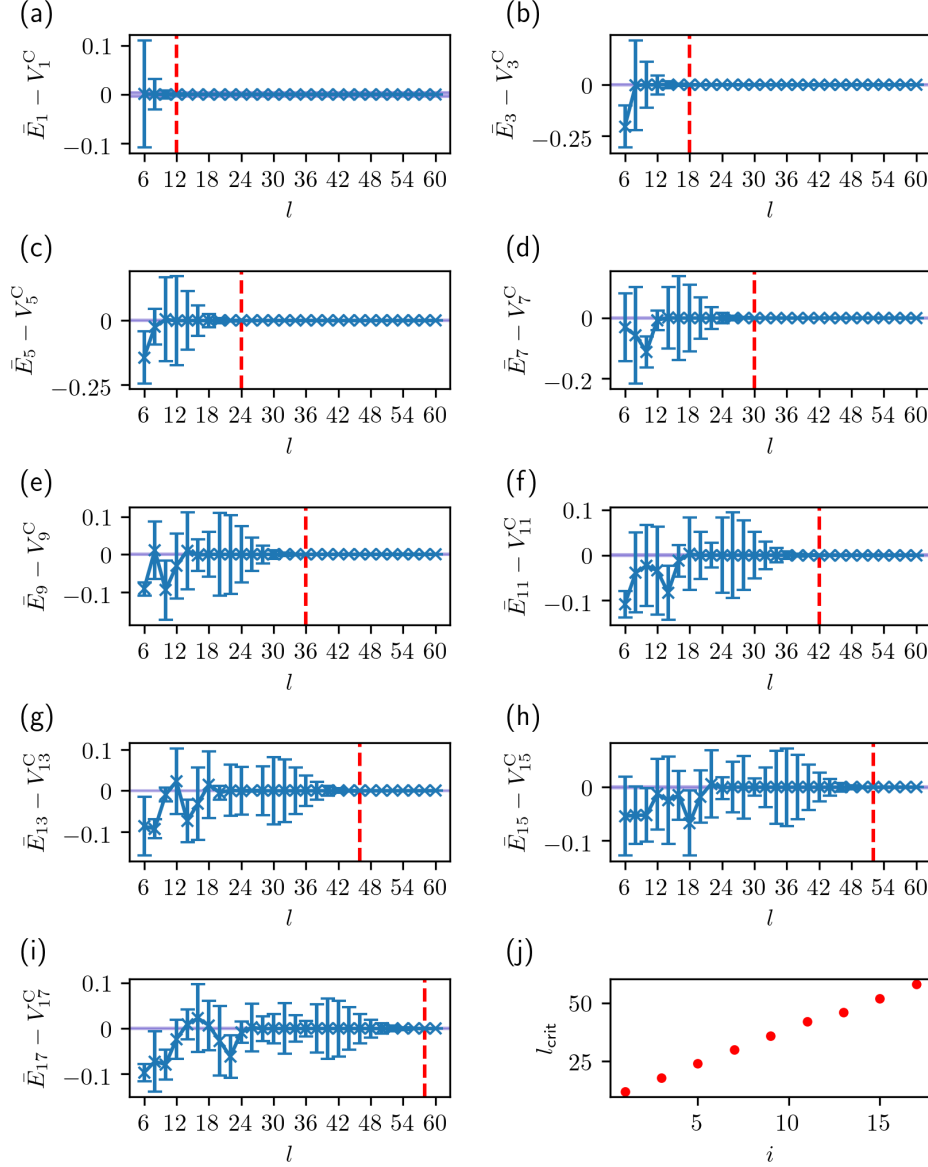 (a)
Ē₁ − V₁ᶜ
0.1
0
−0.1
6 12 18 24 30 36 42 48 54 60
l
(b)
Ē₃ − V₃ᶜ
0
−0.25
6 12 18 24 30 36 42 48 54 60
l
(c)
Ē₅ − V₅ᶜ
0
−0.25
6 12 18 24 30 36 42 48 54 60
l
(d)
Ē₇ − V₇ᶜ
0
−0.2
6 12 18 24 30 36 42 48 54 60
l
(e)
Ē₉ − V₉ᶜ
0.1
0
−0.1
6 12 18 24 30 36 42 48 54 60
l
(f)
Ē₁₁ − V₁₁ᶜ
0.1
0
−0.1
6 12 18 24 30 36 42 48 54 60
l
(g)
Ē₁₃ − V₁₃ᶜ
0.1
0
−0.1
6 12 18 24 30 36 42 48 54 60
l
(h)
Ē₁₅ − V₁₅ᶜ
0
−0.1
6 12 18 24 30 36 42 48 54 60
l
(i)
Ē₁₇ − V₁₇ᶜ
0.1
0
−0.1
6 12 18 24 30 36 42 48 54 60
l
(j)
l_crit
50
25
5 10 15
i